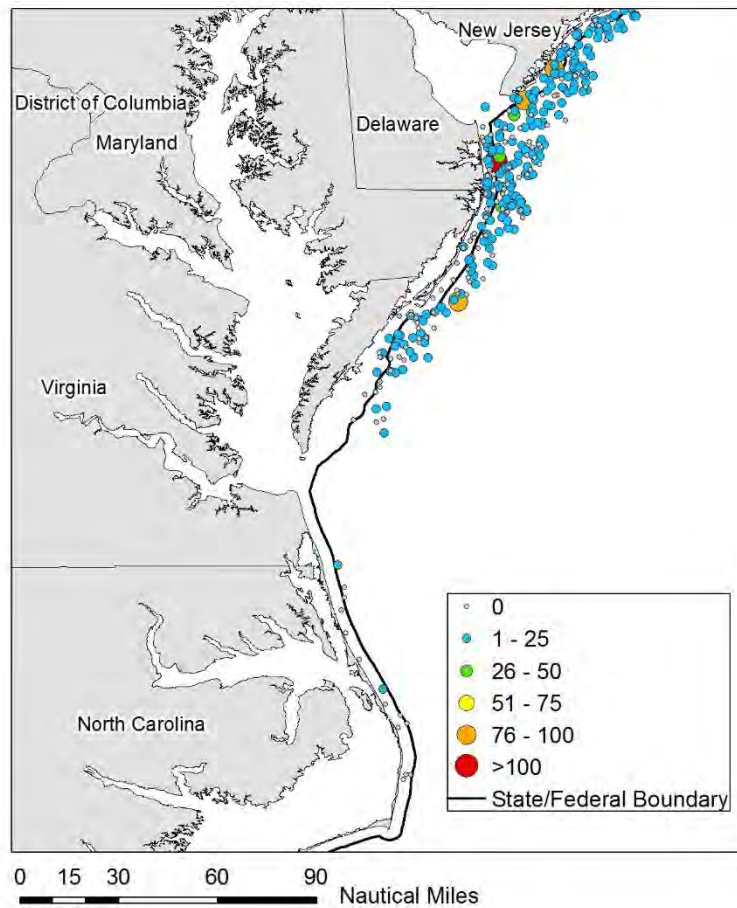 New Jersey
District of Columbia
Maryland
Delaware
Virginia
North Carolina
0
1 - 25
26 - 50
51 - 75
76 - 100
>100
State/Federal Boundary
0 15 30 60 90
Nautical Miles